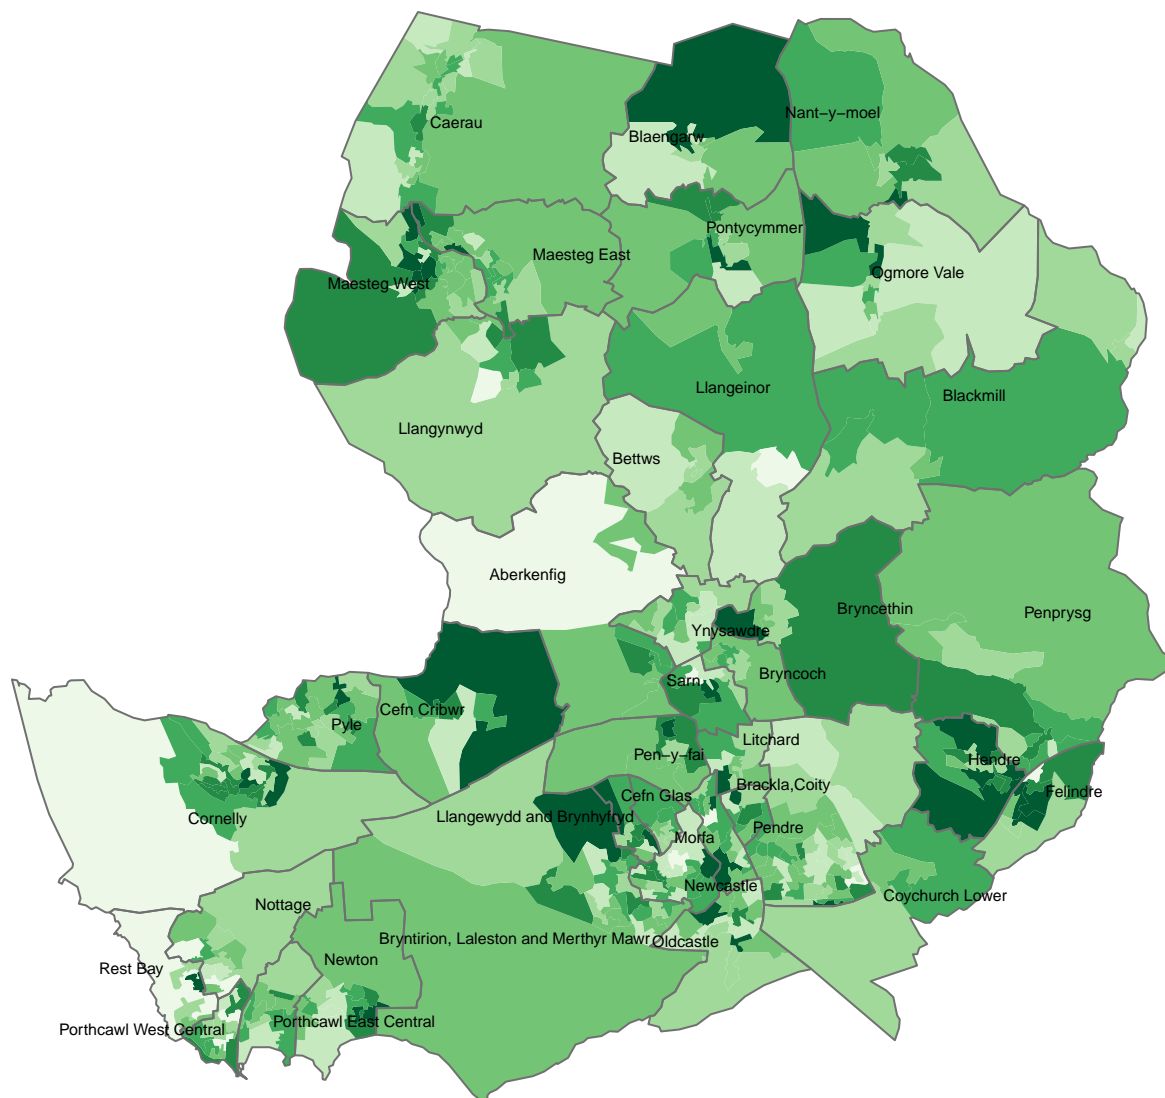 Caerau
Nant-y-moel
Blaengarw
Pontycymmer
Maesteg East
Ogmore Vale
Maesteg West
Llangeinor
Blackmill
Llangynwyd
Bettws
Aberkenfig
Bryncethin
Penprysg
Ynysawdre
Bryncoch
Sarn
Cefn Cribwr
Pyle
Litchard
Pen-y-fai
Hendre
Brackla,Coity
Felindre
Cefn Glas
Llangewydd and Brynhyfryd
Cornelly
Pendre
Morfa
Newcastle
Coychurch Lower
Nottage
Bryntirion, Laleston and Merthyr Mawr
Oldcastle
Newton
Rest Bay
Porthcawl East Central
Porthcawl West Central